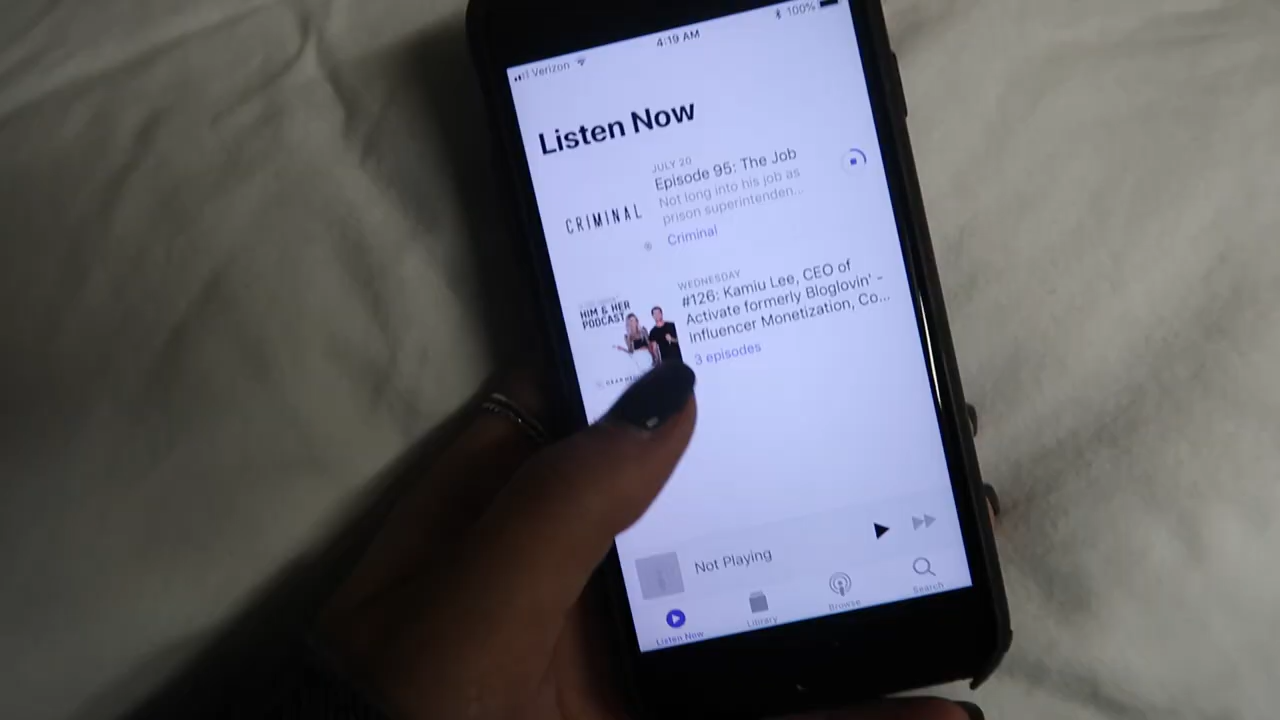 Verizon
4:19 AM
100%
Listen Now
JULY 20
Episode 95: The Job
Not long into his job as
prison superintenden...
Criminal
CRIMINAL
WEDNESDAY
#126: Kamiu Lee, CEO of
Activate formerly Bloglovin' -
Influencer Monetization, Co...
3 episodes
HIM & HER
PODCAST
Not Playing
Listen Now
Library
Browse
Search